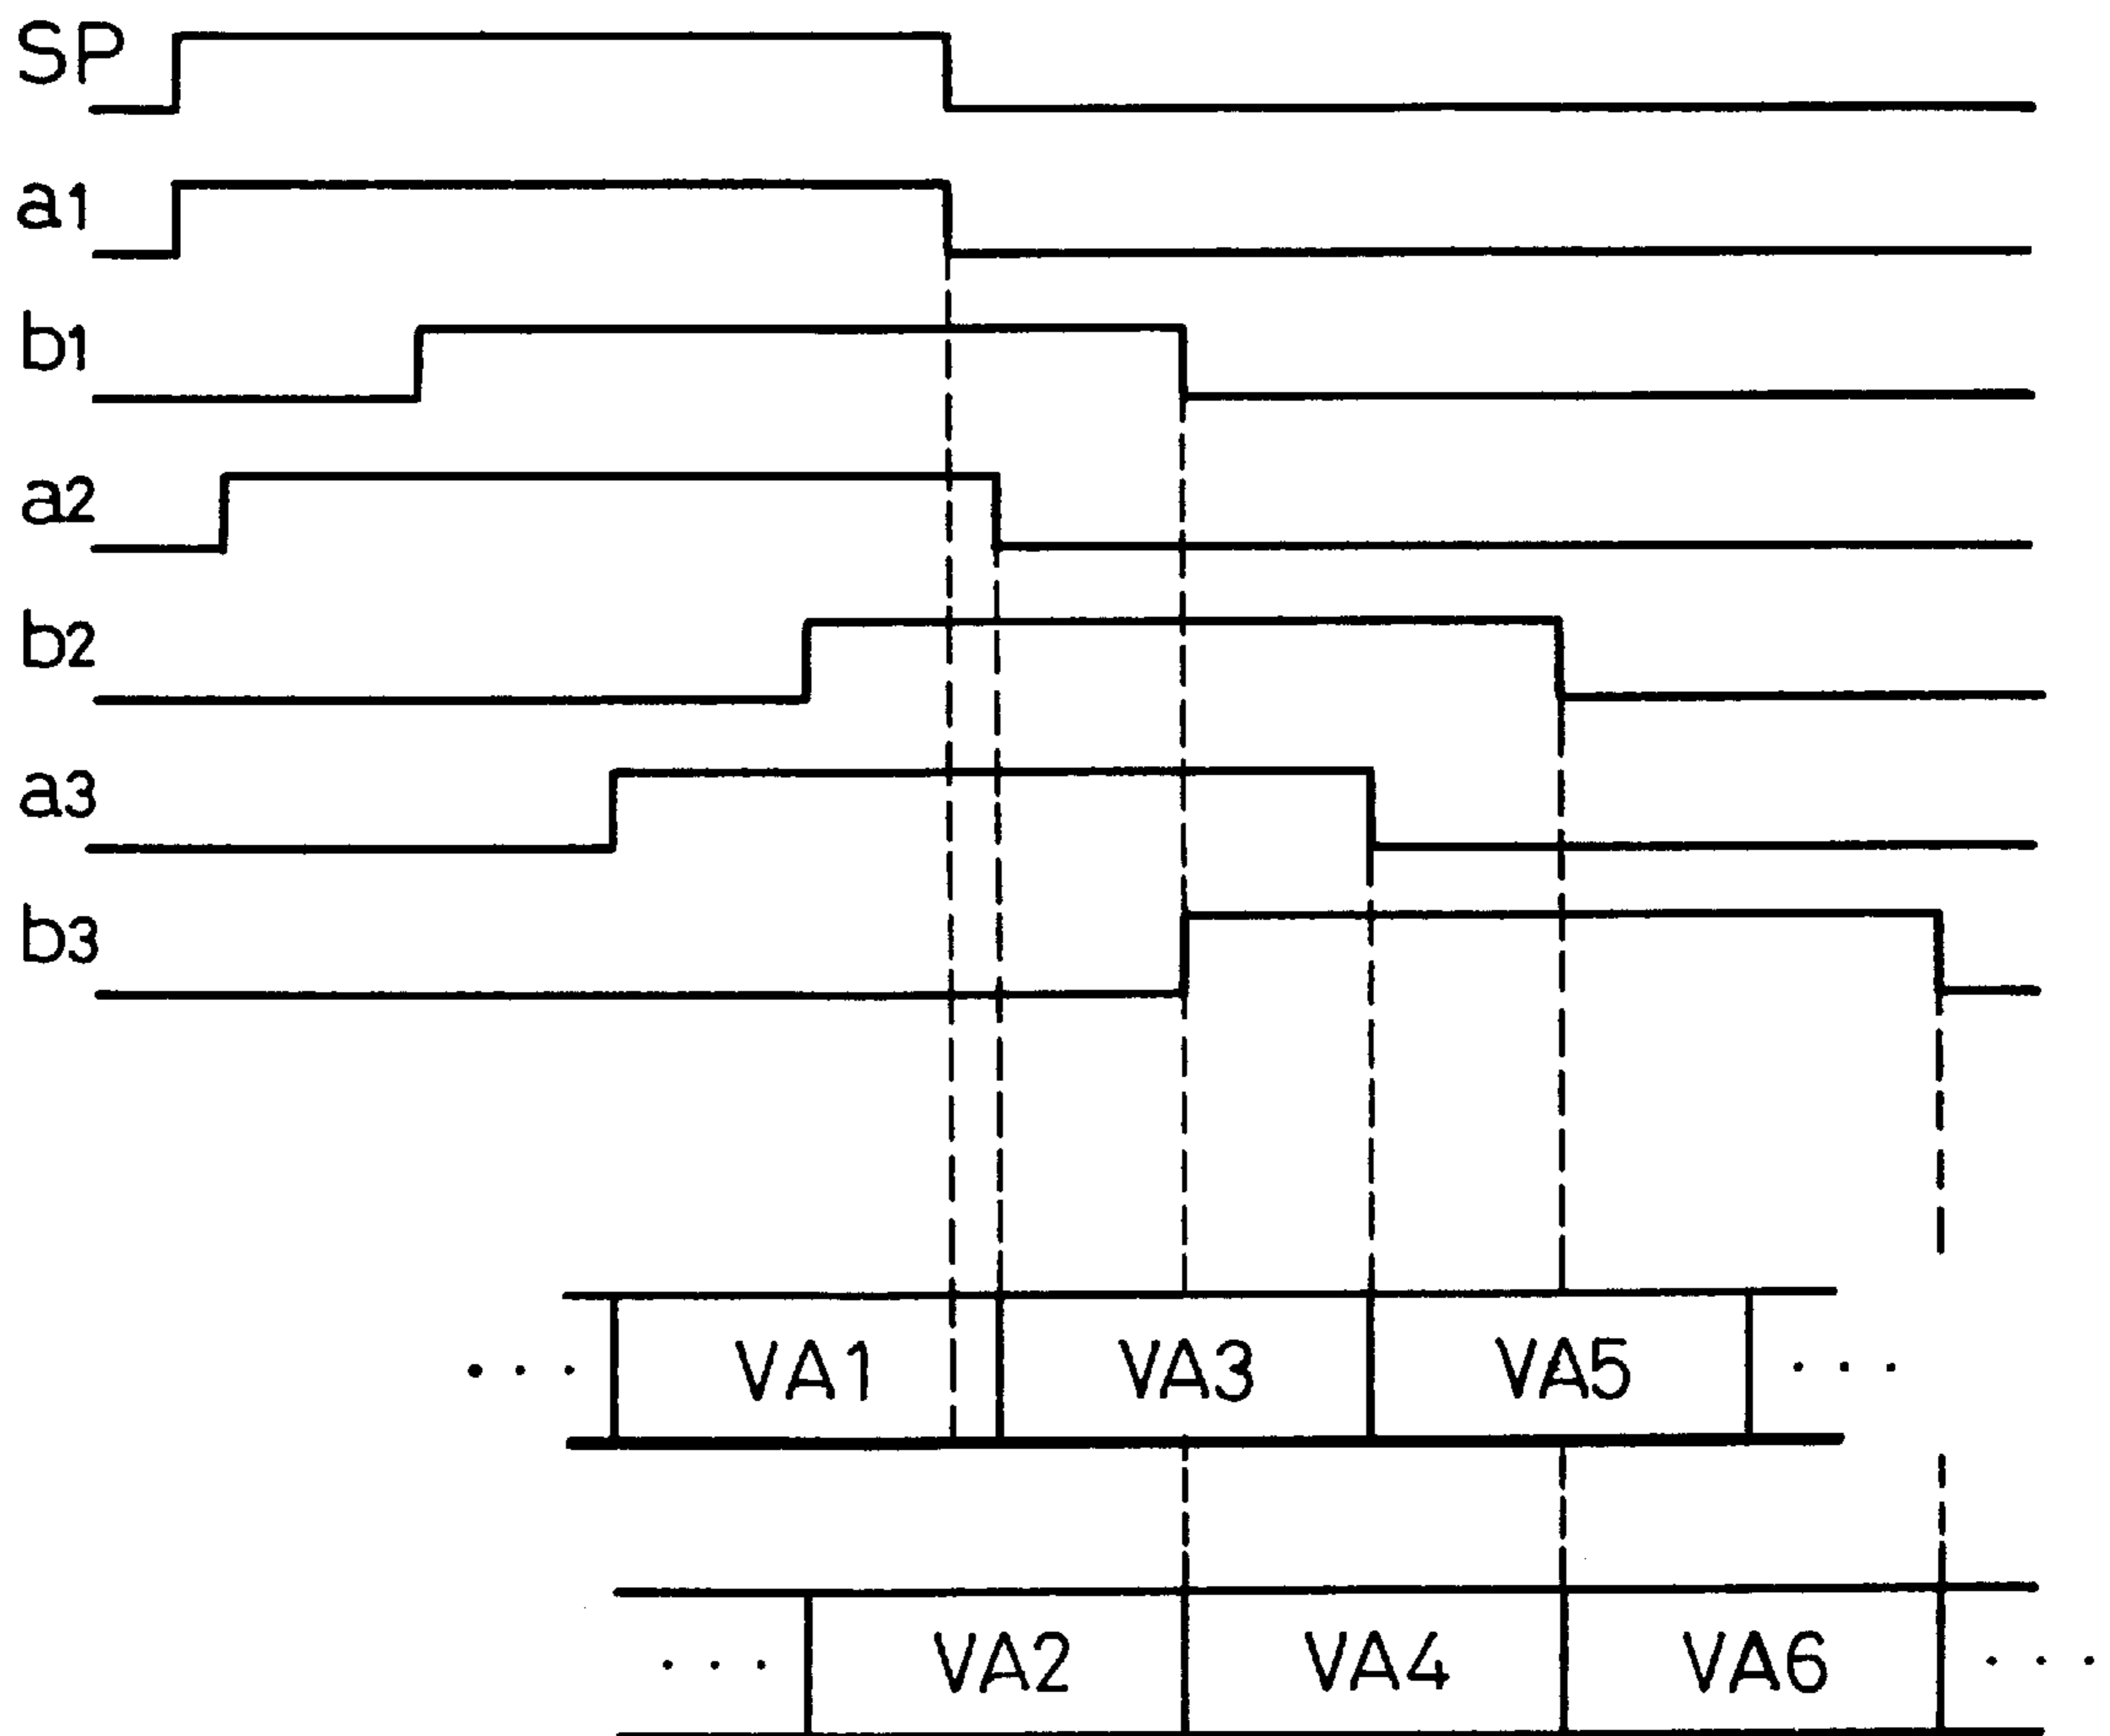 SP
a1
b1
a2
b2
a3
b3
... VA1 VA3 VA5 ...
... VA2 VA4 VA6 ...